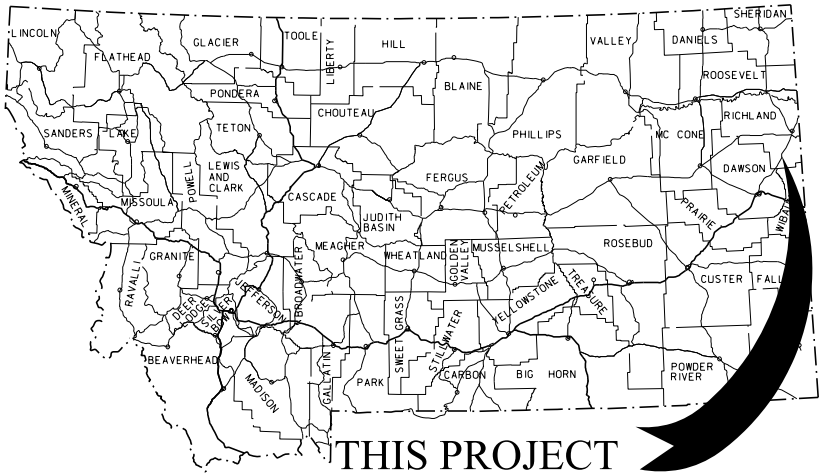 SHERIDAN
LINCOLN
GLACIER
TOOLE
LIBERTY
HILL
VALLEY
DANIELS
FLATHEAD
ROOSEVELT
PONDERA
BLAINE
CHOUTEAU
RICHLAND
SANDERS
LAKE
TETON
PHILLIPS
MC CONE
GARFIELD
LEWIS
AND
CLARK
POWELL
DAWSON
FERGUS
PETROLEUM
CASCADE
MINERAL
MISSOULA
JUDITH
BASIN
PRAIRIE
WIBA
MEAGHER
WHEATLAND
GOLDEN
VALLEY
MUSSELSHELL
ROSEBUD
GRANITE
RAVALLI
BROADWATER
CUSTER
FALL
DEER
LODGE
SILVER
BOW
JEFFERSON
YELLOWSTONE
TREASURE
SWEET GRASS
STILLWATER
BEAVERHEAD
MADISON
GALLATIN
PARK
CARBON
BIG HORN
POWDER
RIVER
R
THIS PROJECT